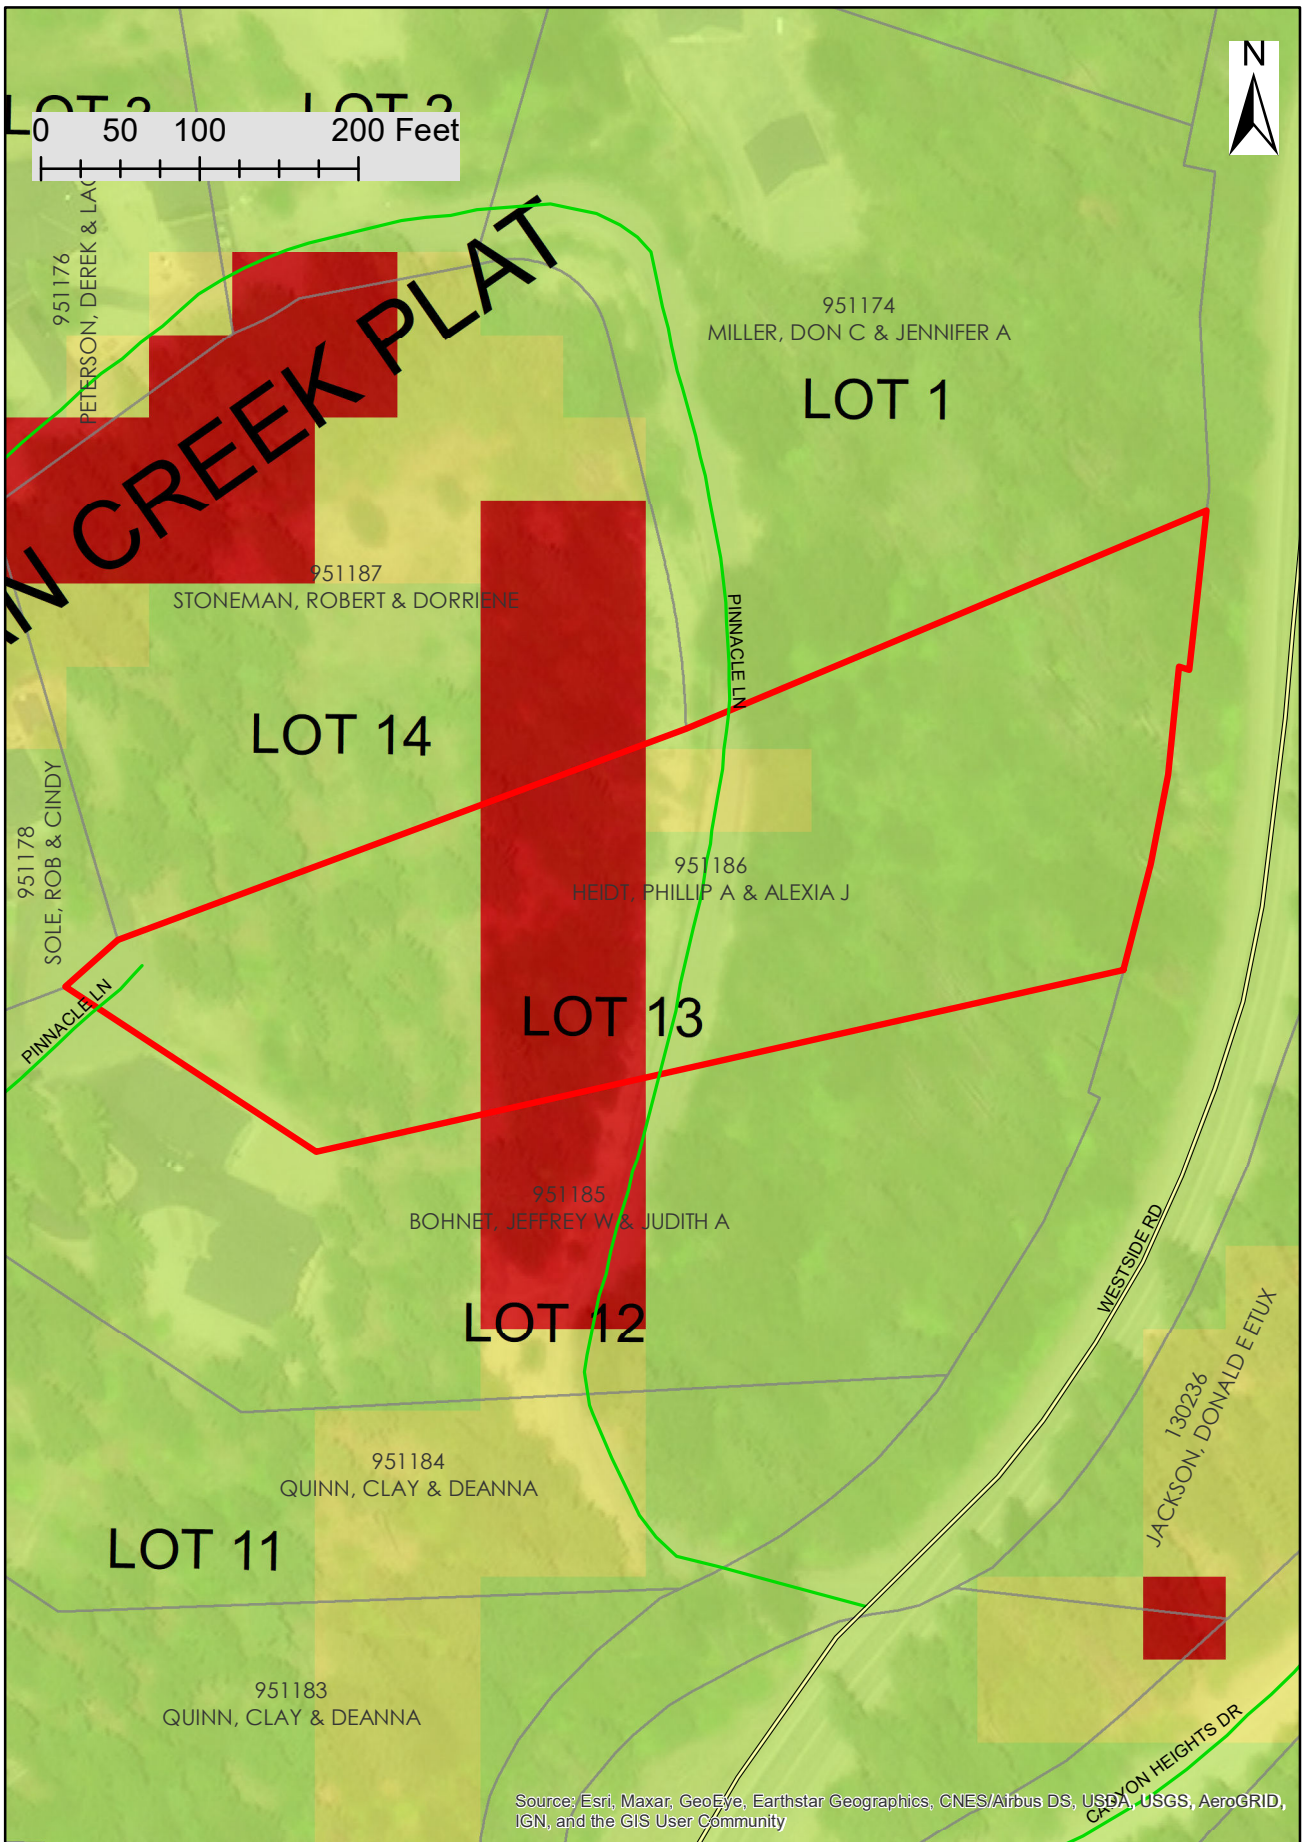 N
LOT 2
0 50 100 200 Feet
951176
PETERSON, DEREK &
CREEK PLAT
951174
MILLER, DON C & JENNIFER A
LOT 1
951187
STONEMAN, ROBERT & DORRIENE
PINNACLE LN
LOT 14
951178
SOLE, ROB & CINDY
951186
HEIDT, PHILLIP A & ALEXIA J
PINNACLE LN
LOT 13
951185
BOHNET, JEFFREY W & JUDITH A
WESTSIDE RD
LOT 12
130236
JACKSON, DONALD E ETUX
951184
QUINN, CLAY & DEANNA
LOT 11
951183
QUINN, CLAY & DEANNA
CANYON HEIGHTS DR
Source: Esri, Maxar, GeoEye, Earthstar Geographics, CNES/Airbus DS, USDA, USGS, AeroGRID,
IGN, and the GIS User Community